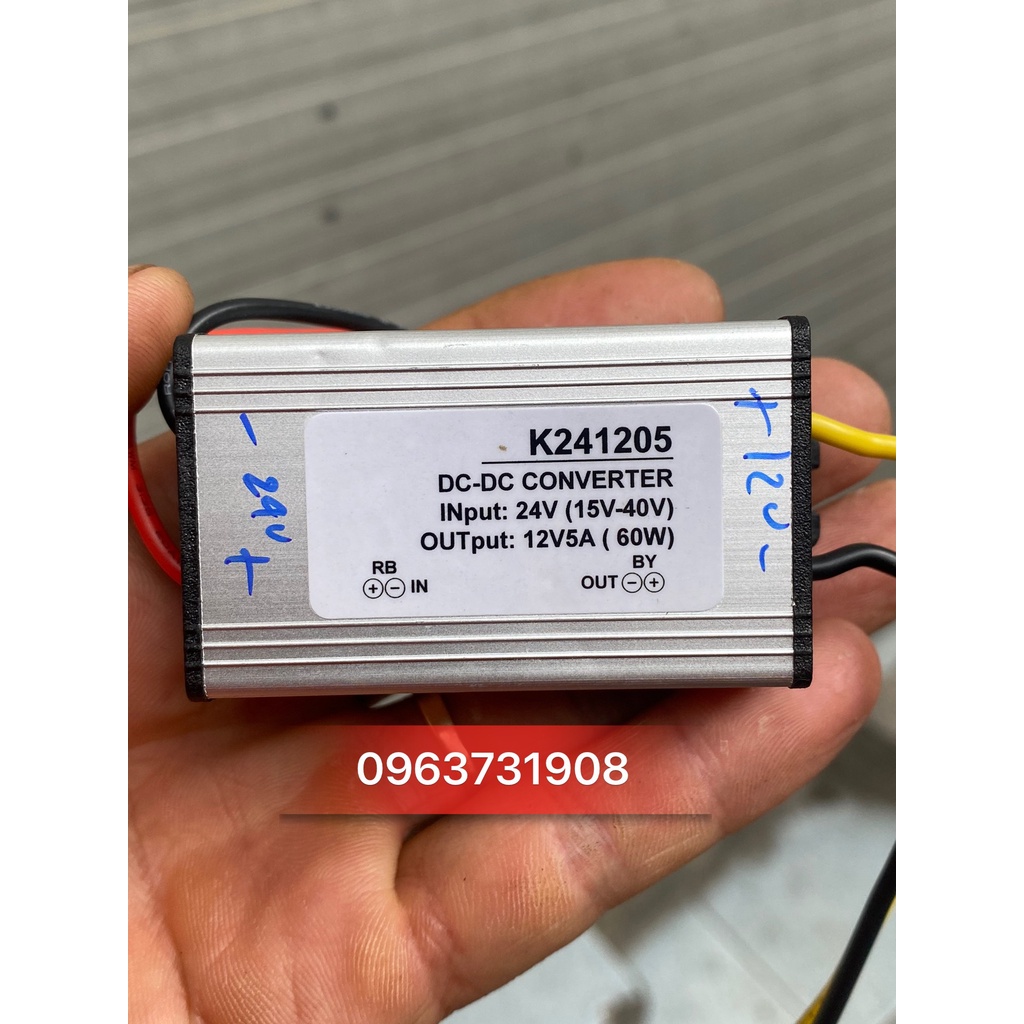 K241205
DC-DC CONVERTER
INput: 24V (15V-40V)
OUTput: 12V5A ( 60W)
RB
+ - IN
BY
OUT - +
- 24V +
+ 12V -
0963731908